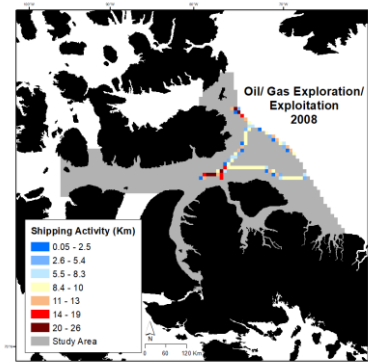 Oil/ Gas Exploration/
Exploitation
2008
Shipping Activity (Km)
0.05 - 2.5
2.6 - 5.4
5.5 - 8.3
8.4 - 10
11 - 13
14 - 19
20 - 26
Study Area
N
0 30 60 120 Km